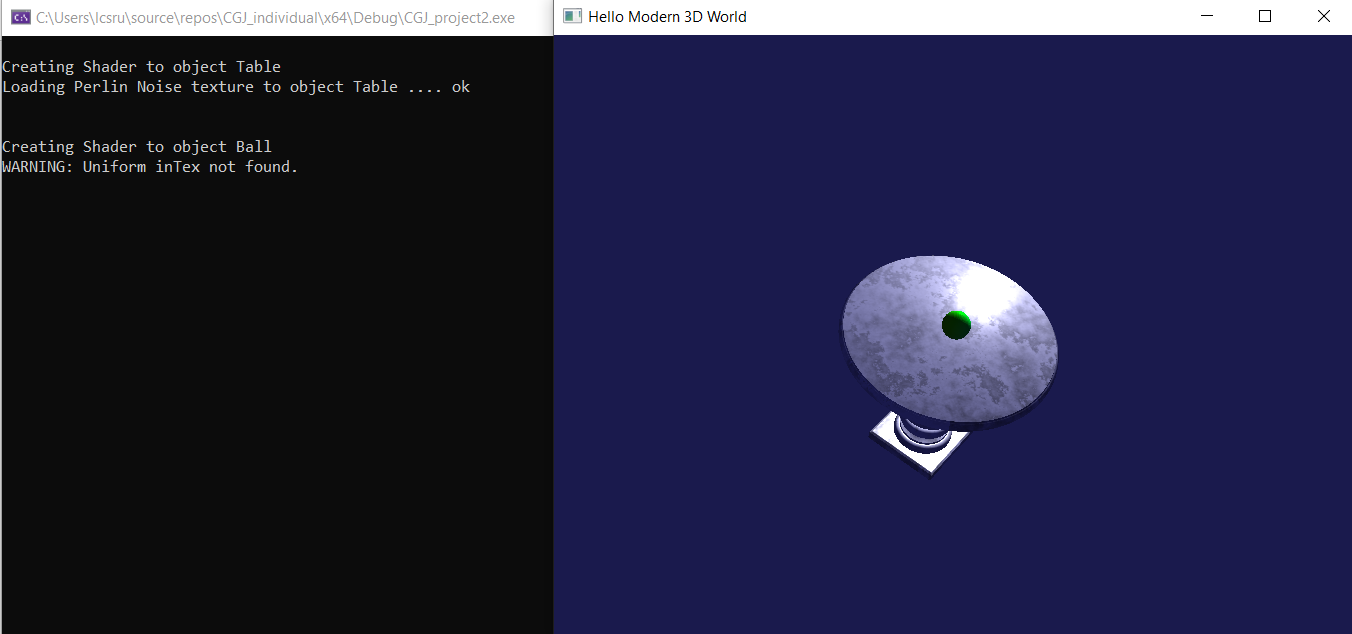 C:\Users\lcsru\source\repos\CGJ_individual\x64\Debug\CGJ_project2.exe
Hello Modern 3D World
Creating Shader to object Table
Loading Perlin Noise texture to object Table .... ok
Creating Shader to object Ball
WARNING: Uniform inTex not found.